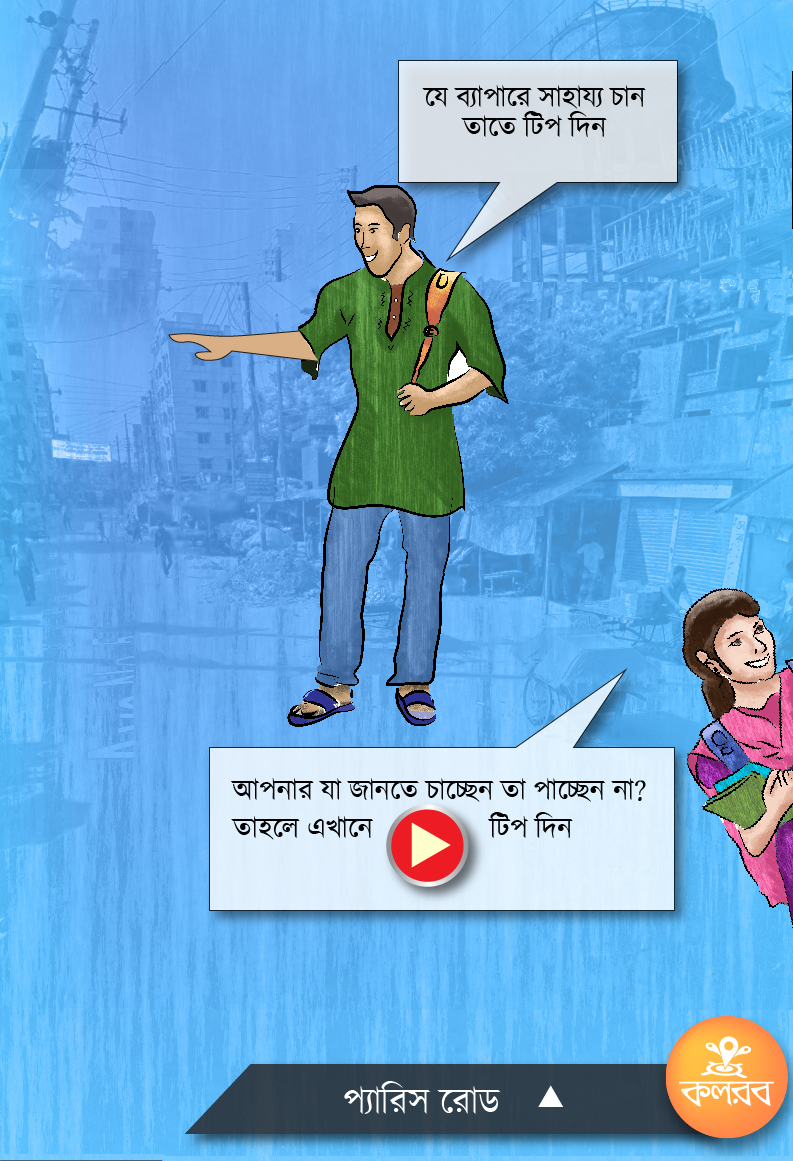 যে ব্যাপারে সাহায্য চান
তাতে টিপ দিন
আপনার যা জানতে চাচ্ছেন তা পাচ্ছেন না?
তাহলে এখানে টিপ দিন
প্যারিস রোড
কলরব